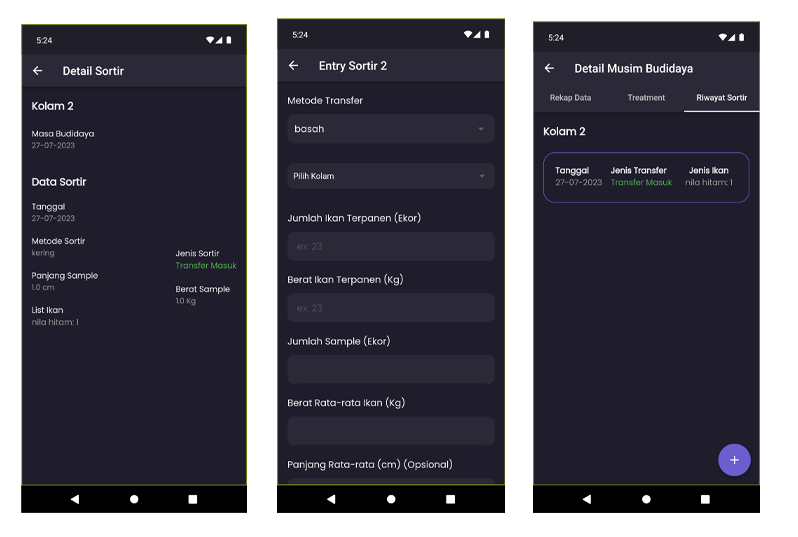 5:24
Detail Sortir
Kolam 2
Masa Budidaya
27-07-2023
Data Sortir
Tanggal
27-07-2023
Metode Sortir
kering
Jenis Sortir
Transfer Masuk
Panjang Sample
1.0 cm
Berat Sample
1.0 Kg
List Ikan
nila hitam: 1
5:24
Entry Sortir 2
Metode Transfer
basah
Pilih Kolam
Jumlah Ikan Terpanen (Ekor)
ex: 23
Berat Ikan Terpanen (Kg)
ex: 23
Jumlah Sample (Ekor)
Berat Rata-rata Ikan (Kg)
Panjang Rata-rata (cm) (Opsional)
5:24
Detail Musim Budidaya
Rekap Data Treatment Riwayat Sortir
Kolam 2
Tanggal Jenis Transfer Jenis Ikan
27-07-2023 Transfer Masuk nila hitam: 1
+